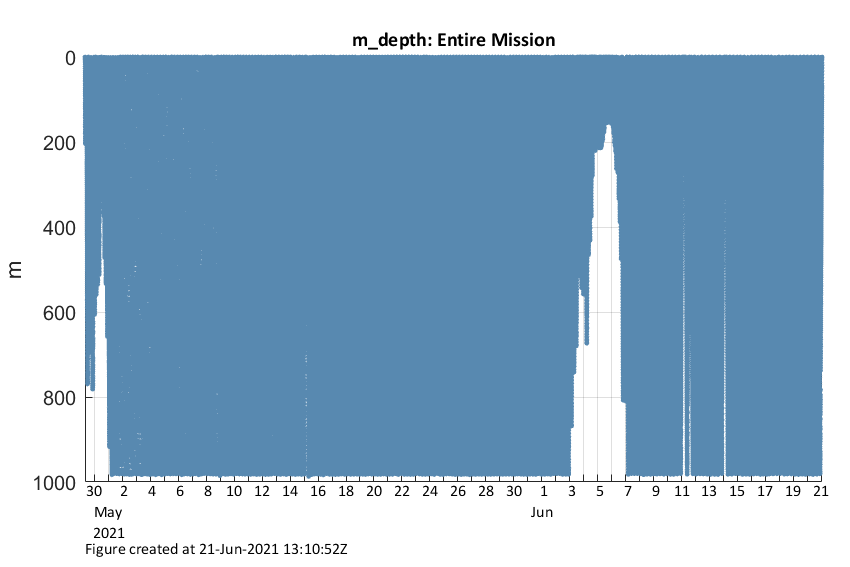 m_depth: Entire Mission
0
200
400
600
800
1000
m
30 2 4 6 8 10 12 14 16 18 20 22 24 26 28 30 1 3 5 7 9 11 13 15 17 19 21
May Jun
2021
Figure created at 21-Jun-2021 13:10:52Z